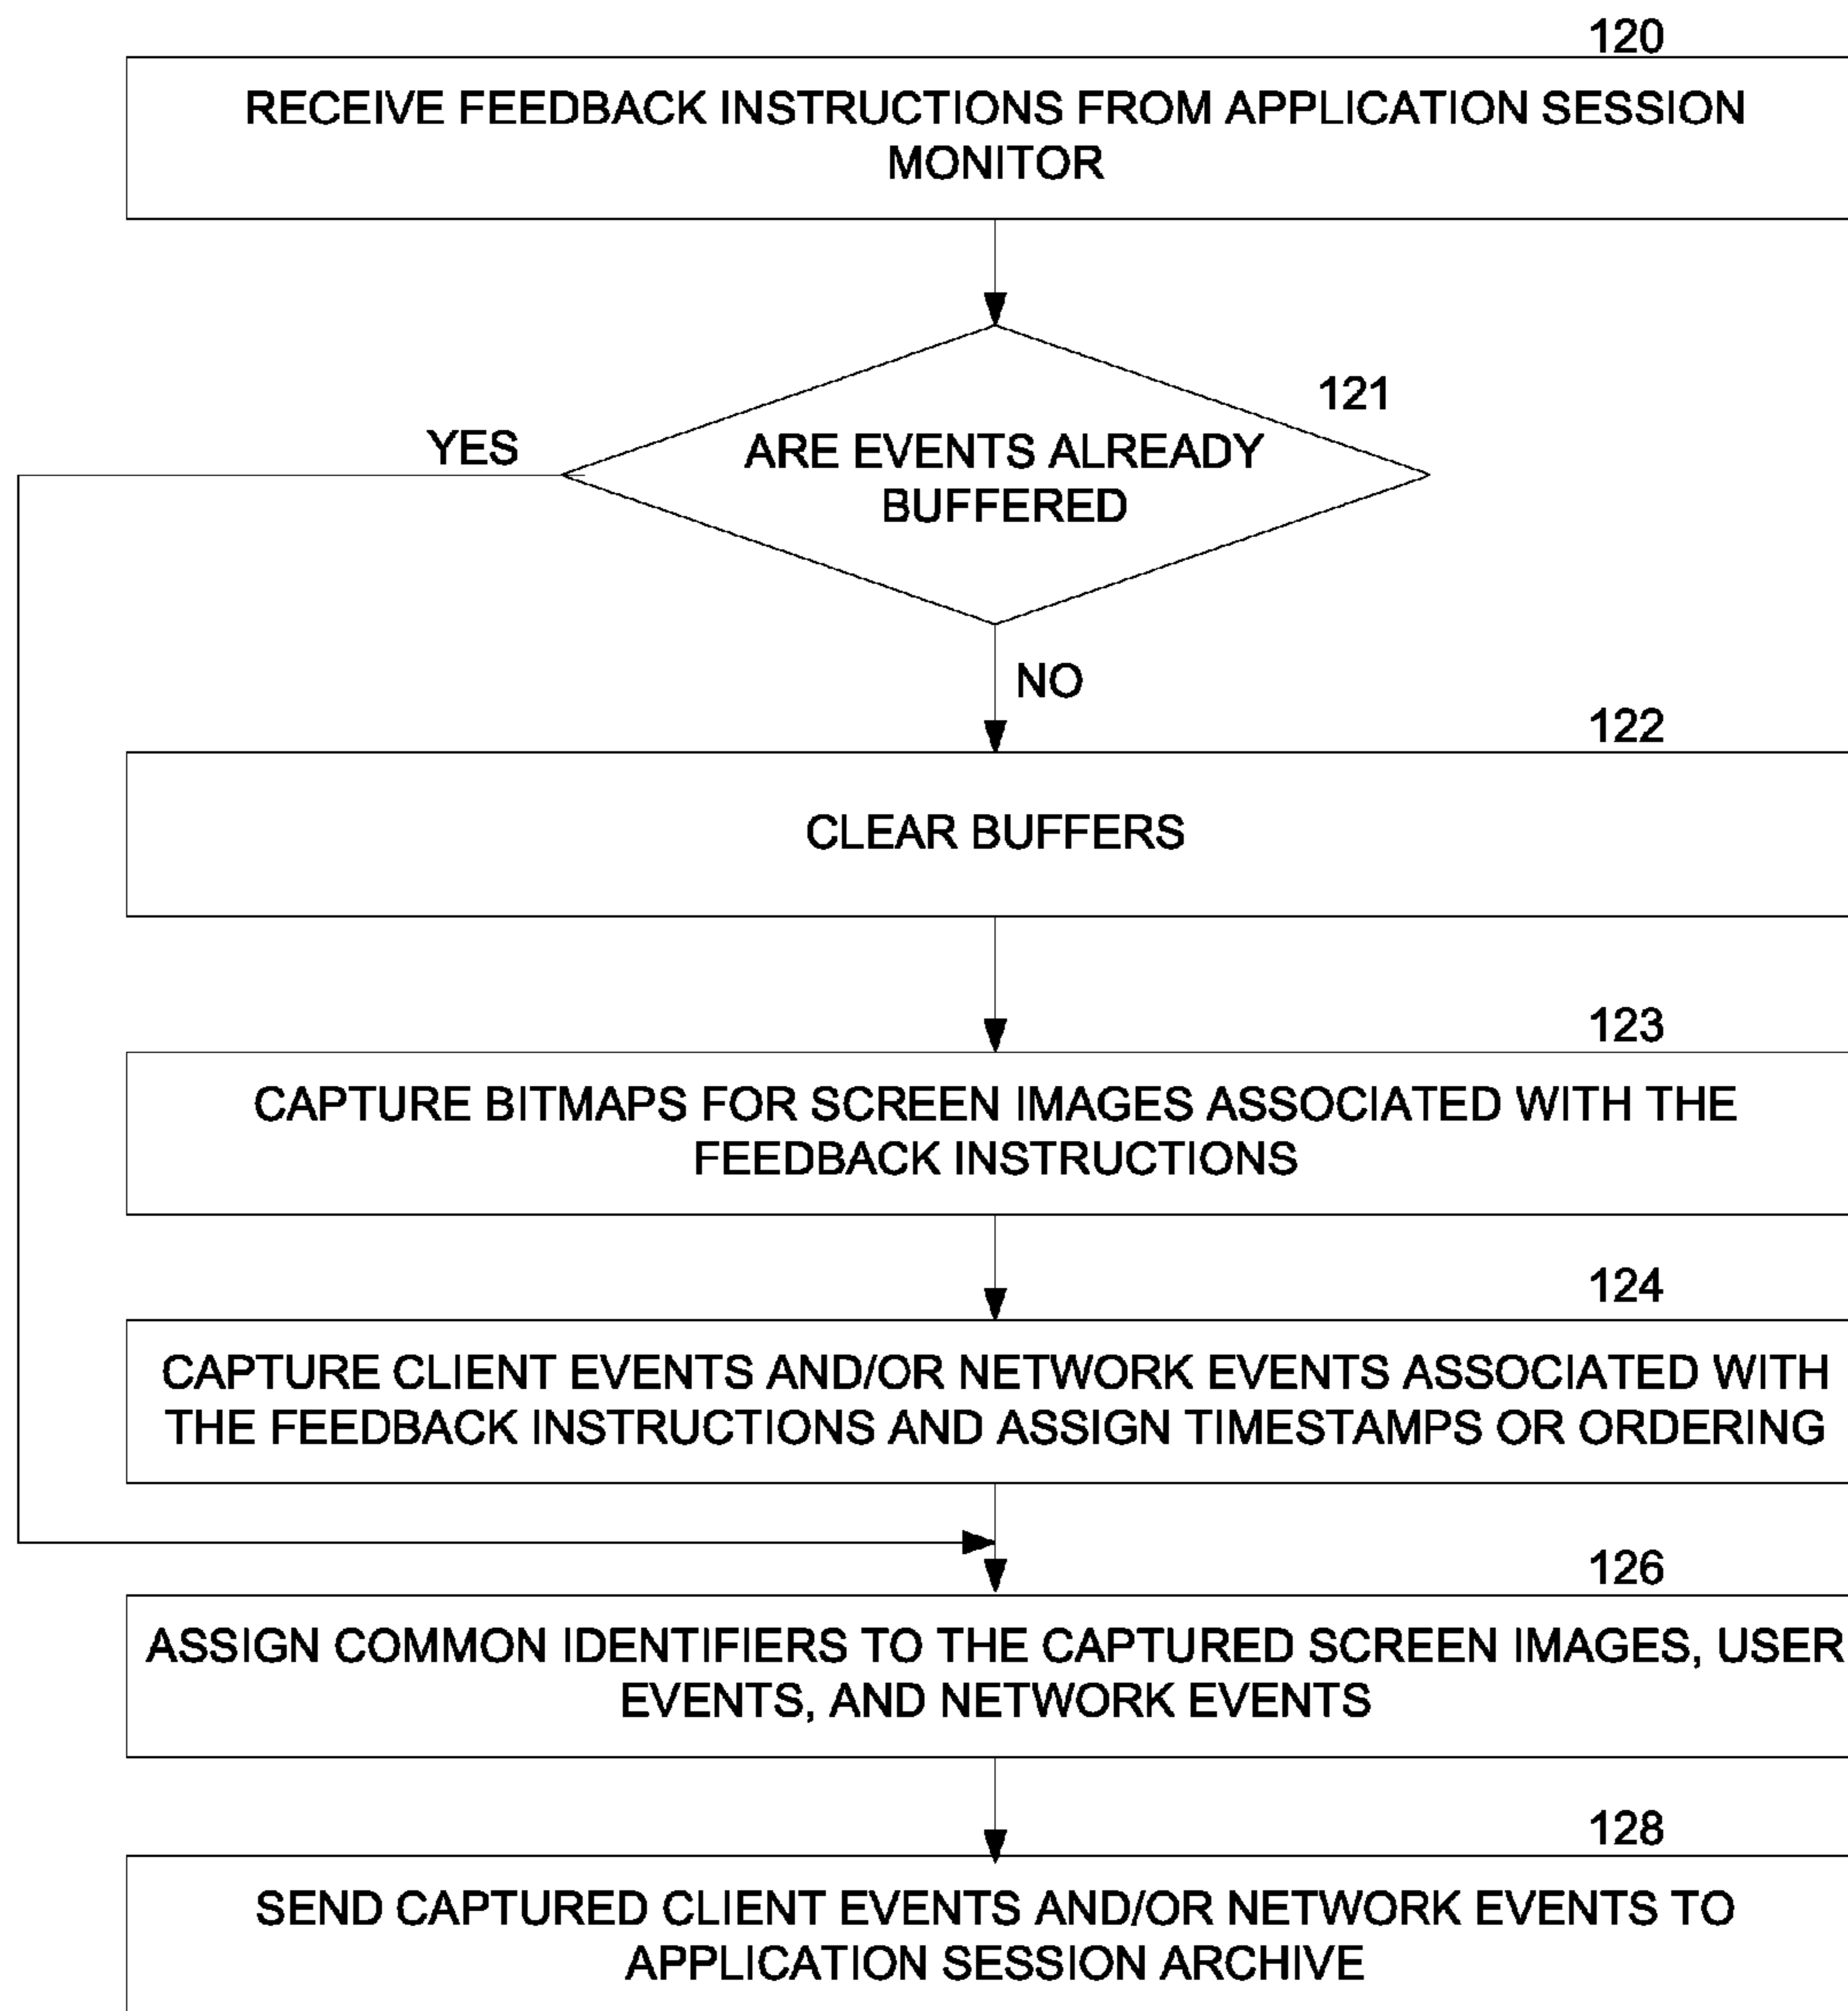 120
RECEIVE FEEDBACK INSTRUCTIONS FROM APPLICATION SESSION
MONITOR
121
YES
ARE EVENTS ALREADY
BUFFERED
NO
122
CLEAR BUFFERS
123
CAPTURE BITMAPS FOR SCREEN IMAGES ASSOCIATED WITH THE
FEEDBACK INSTRUCTIONS
124
CAPTURE CLIENT EVENTS AND/OR NETWORK EVENTS ASSOCIATED WITH
THE FEEDBACK INSTRUCTIONS AND ASSIGN TIMESTAMPS OR ORDERING
126
ASSIGN COMMON IDENTIFIERS TO THE CAPTURED SCREEN IMAGES, USER
EVENTS, AND NETWORK EVENTS
128
SEND CAPTURED CLIENT EVENTS AND/OR NETWORK EVENTS TO
APPLICATION SESSION ARCHIVE